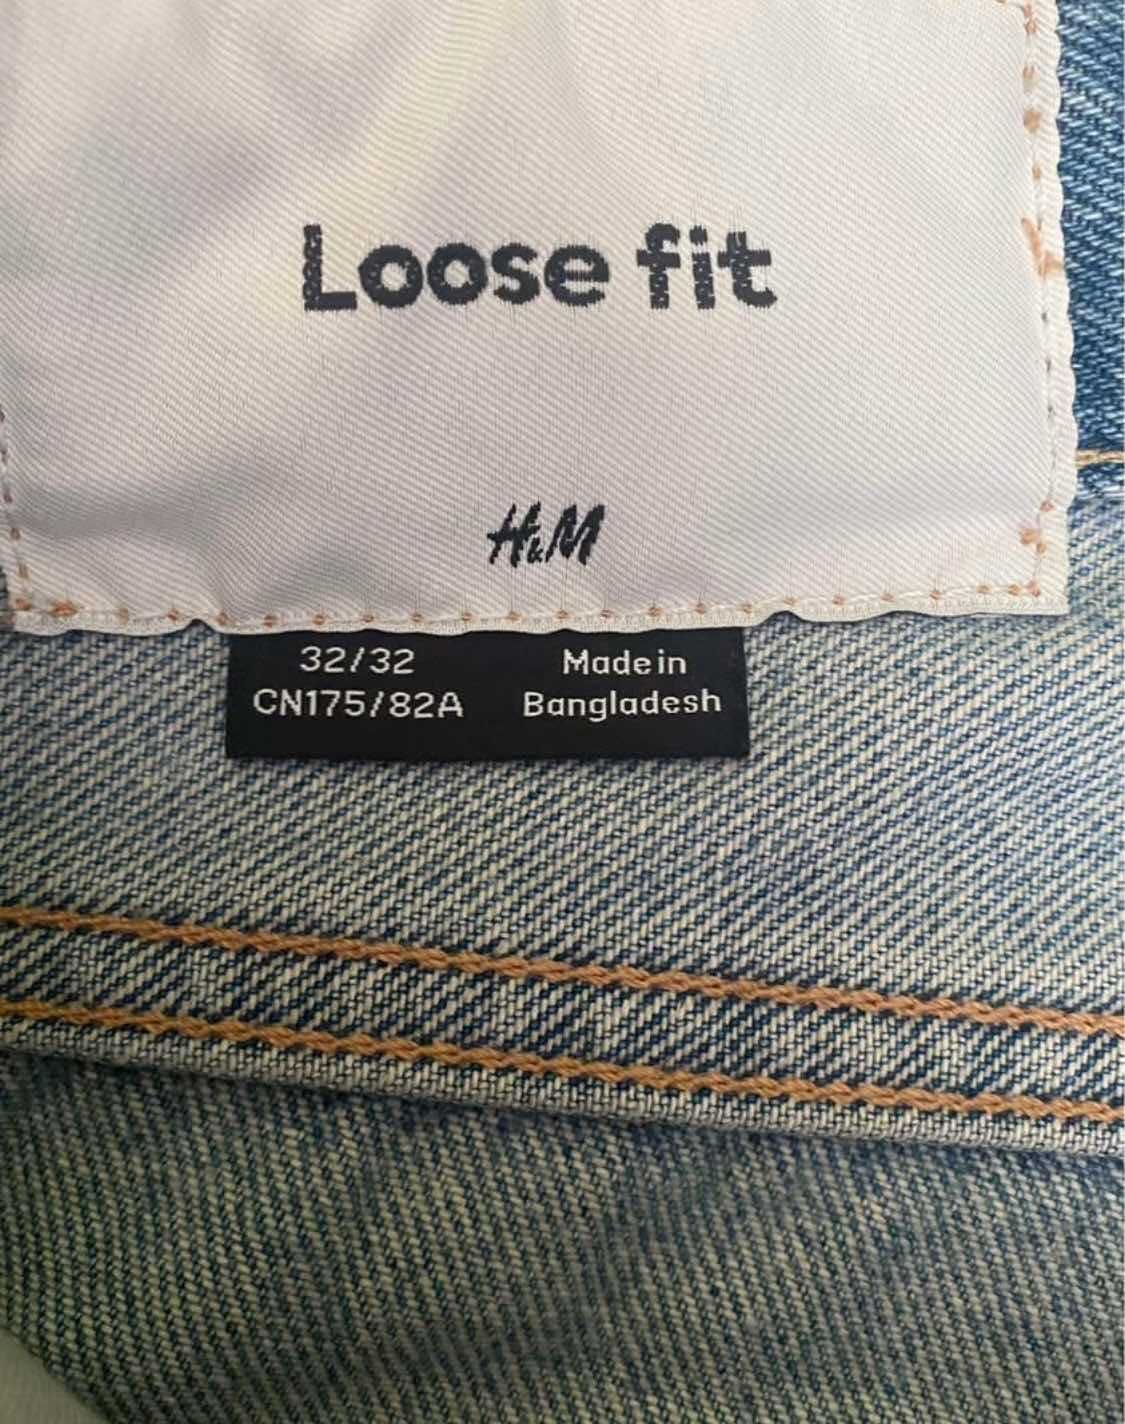 Loose fit
H&M
32/32
CN175/82A
Made in
Bangladesh